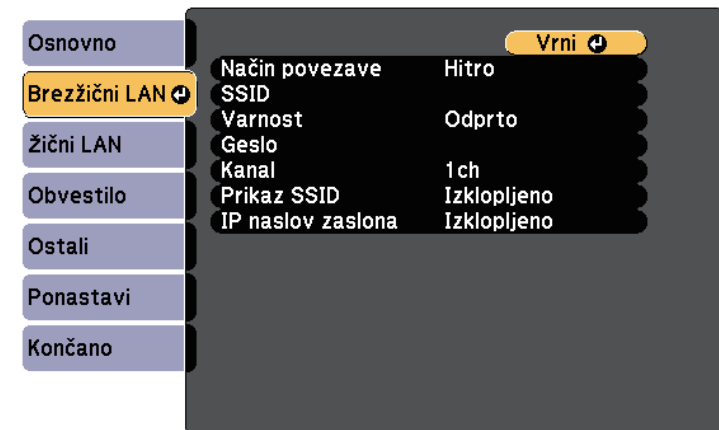 Osnovno
Brezžični LAN
Žični LAN
Obvestilo
Ostali
Ponastavi
Končano
Vrni
Način povezave Hitro
SSID
Varnost Odprto
Geslo
Kanal 1ch
Prikaz SSID Izklopljeno
IP naslov zaslona Izklopljeno